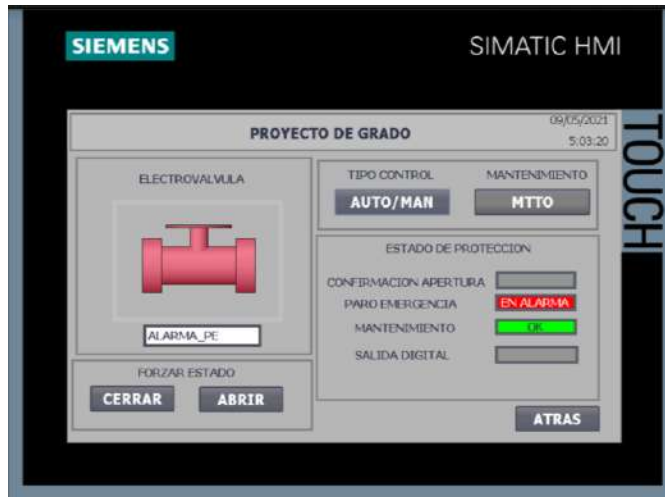 SIEMENS
SIMATIC HMI
TOUCH
PROYECTO DE GRADO
09/05/2021
5:03:20
ELECTROVALVULA
ALARMA_PE
FORZAR ESTADO
CERRAR
ABRIR
TIPO CONTROL
MANTENIMIENTO
AUTO/MAN
MTTO
ESTADO DE PROTECCION
CONFIRMACION APERTURA
PARO EMERGENCIA
EN ALARMA
MANTENIMIENTO
OK
SALIDA DIGITAL
ATRAS